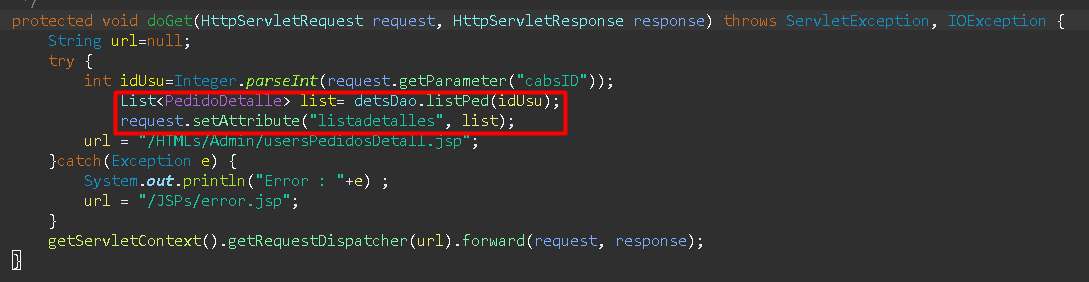 */
protected void doGet(HttpServletRequest request, HttpServletResponse response) throws ServletException, IOException {
String url=null;
try {
int idUsu=Integer.parseInt(request.getParameter("cabsID"));
List<PedidoDetalle> list= detsDao.listPed(idUsu);
request.setAttribute("listadetalles", list);
url = "/HTMLs/Admin/usersPedidosDetall.jsp";
}catch(Exception e) {
System.out.println("Error : "+e) ;
url = "/JSPs/error.jsp";
}
getServletContext().getRequestDispatcher(url).forward(request, response);
}